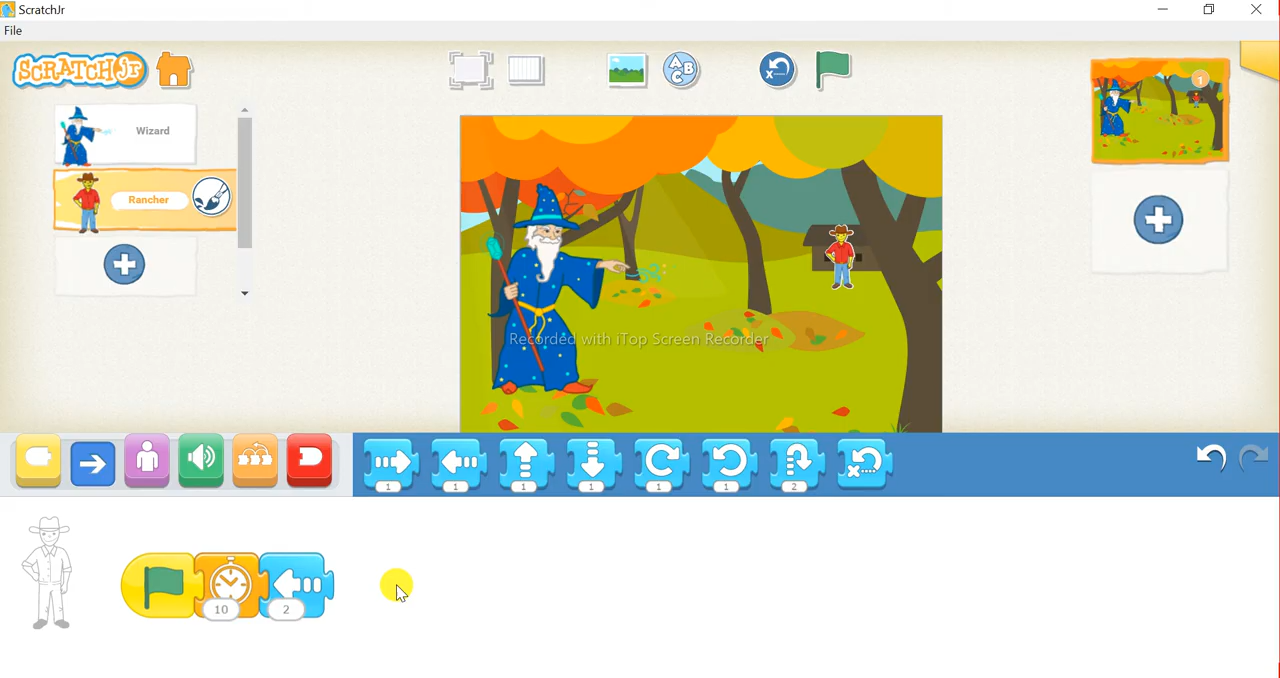 ScratchJr
File
SCRATCHJR
Wizard
Rancher
A B C
X
1
Recorded with iTop Screen Recorder
1 1 1 1 1 1 2 X
10 2